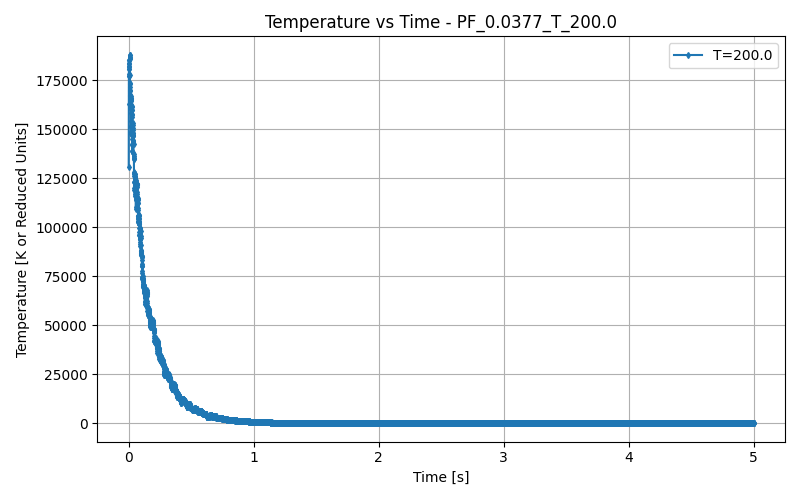 Temperature vs Time - PF_0.0377_T_200.0
T=200.0
Temperature [K or Reduced Units]
175000
150000
125000
100000
75000
50000
25000
0
0 1 2 3 4 5
Time [s]